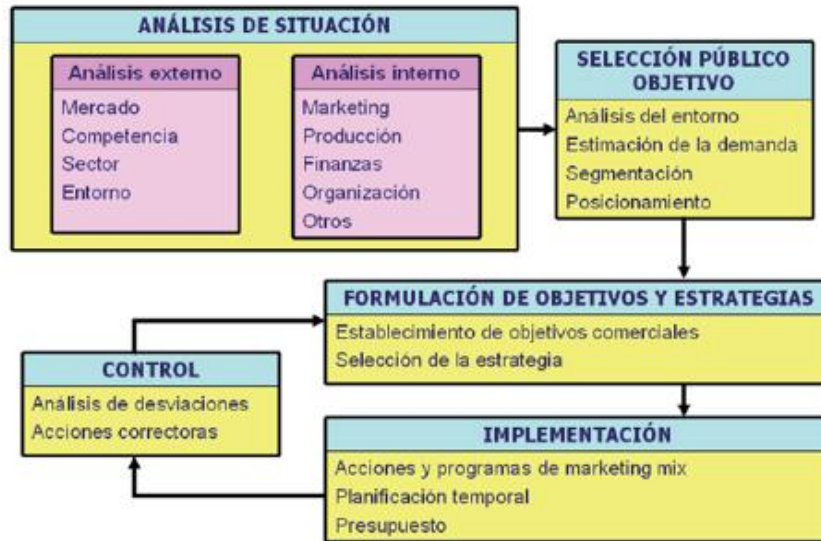 ANÁLISIS DE SITUACIÓN
Análisis externo
Mercado
Competencia
Sector
Entorno
Análisis interno
Marketing
Producción
Finanzas
Organización
Otros
SELECCIÓN PÚBLICO
OBJETIVO
Análisis del entorno
Estimación de la demanda
Segmentación
Posicionamiento
FORMULACIÓN DE OBJETIVOS Y ESTRATEGIAS
Establecimiento de objetivos comerciales
Selección de la estrategia
CONTROL
Análisis de desviaciones
Acciones correctoras
IMPLEMENTACIÓN
Acciones y programas de marketing mix
Planificación temporal
Presupuesto